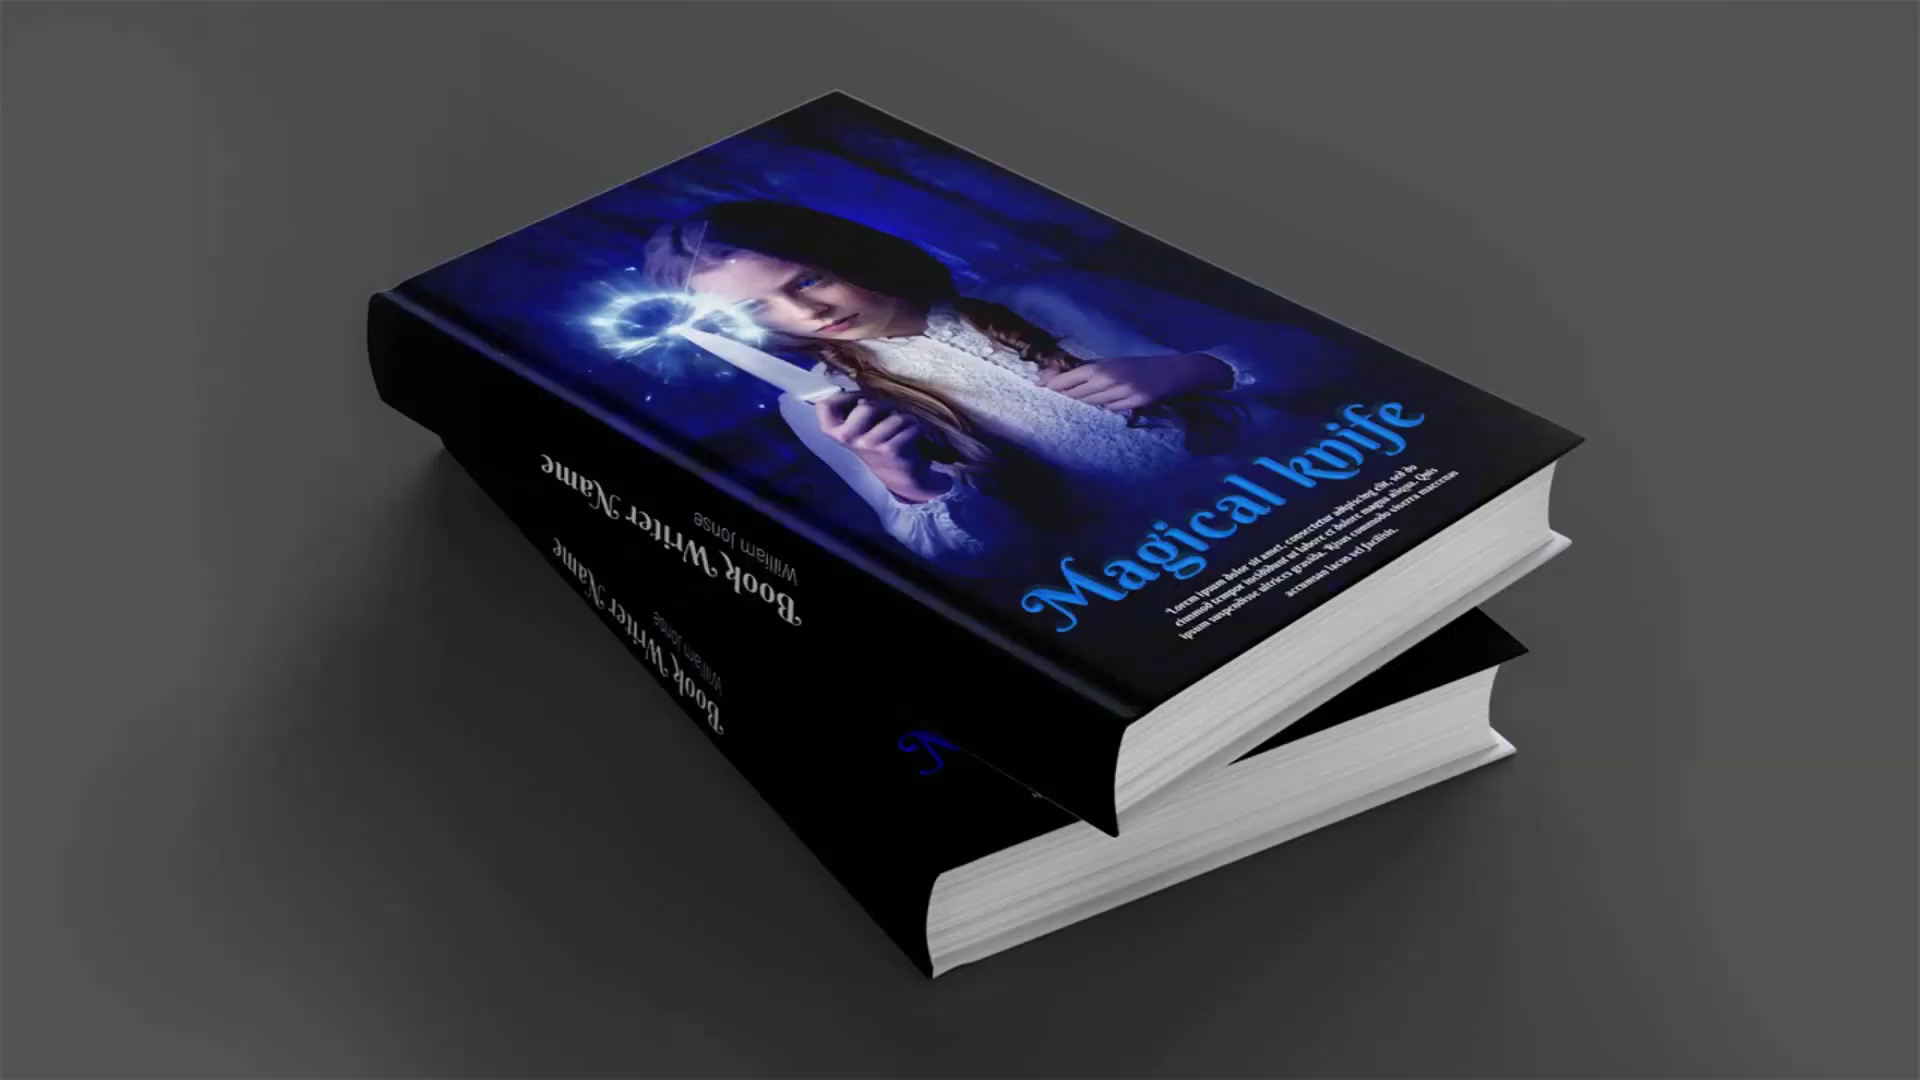 Magical knife
Lorem ipsum dolor sit amet, consectetur adipiscing elit, sed do
eiusmod tempor incididunt ut labore et dolore magna aliqua. Quis
ipsum suspendisse ultrices gravida. Risus commodo viverra maecenas
accumsan lacus vel facilisis.
Book Writer Name
William Jonse
Book Writer Name
William Jonse